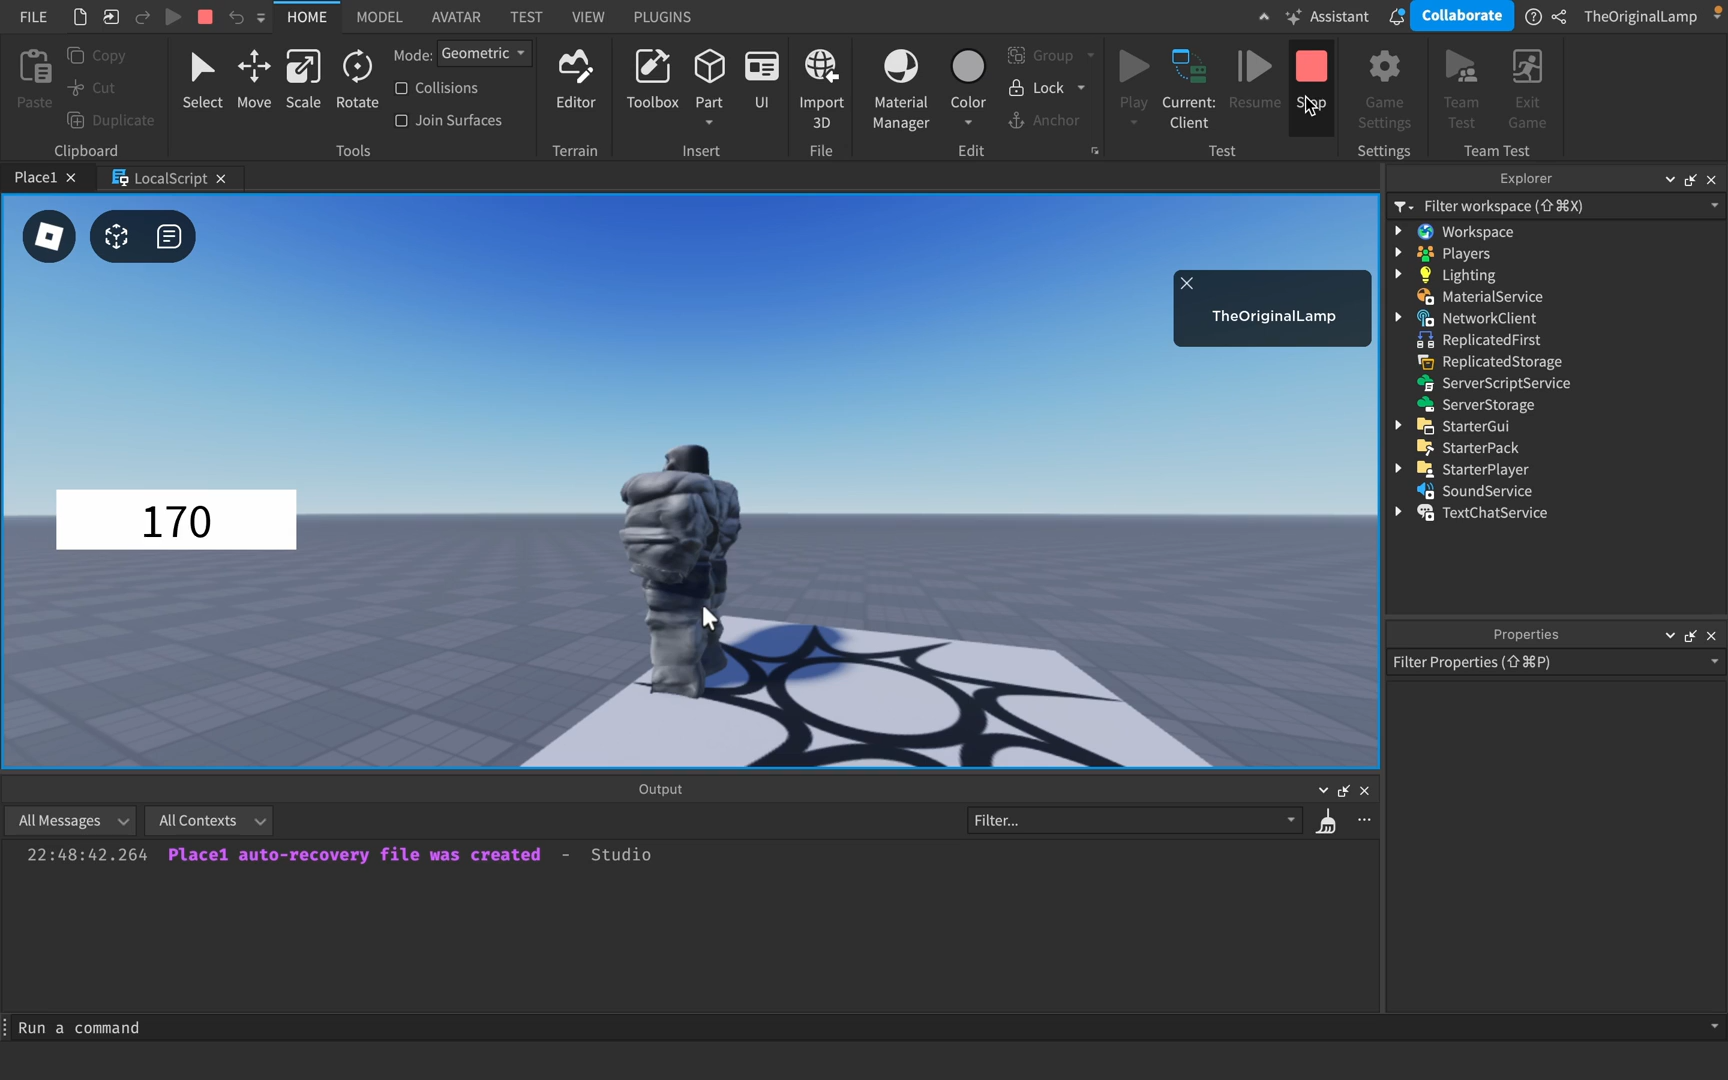 FILE HOME MODEL AVATAR TEST VIEW PLUGINS Assistant Collaborate TheOriginalLamp
Paste Copy Cut Duplicate
Clipboard
Select Move Scale Rotate
Mode: Geometric
Collisions
Join Surfaces
Tools
Editor
Terrain
Toolbox Part UI
Insert
Import
3D
File
Material
Manager
Color
Group
Lock
Anchor
Edit
Play
Current:
Client
Resume Stop
Test
Game
Settings
Settings
Team
Test
Exit
Game
Team Test
Place1 LocalScript
TheOriginalLamp
170
Explorer
Filter workspace (⇧⌘X)
Workspace
Players
Lighting
MaterialService
NetworkClient
ReplicatedFirst
ReplicatedStorage
ServerScriptService
ServerStorage
StarterGui
StarterPack
StarterPlayer
SoundService
TextChatService
Properties
Filter Properties (⇧⌘P)
Output
All Messages All Contexts Filter...
22:48:42.264 Place1 auto-recovery file was created - Studio
Run a command